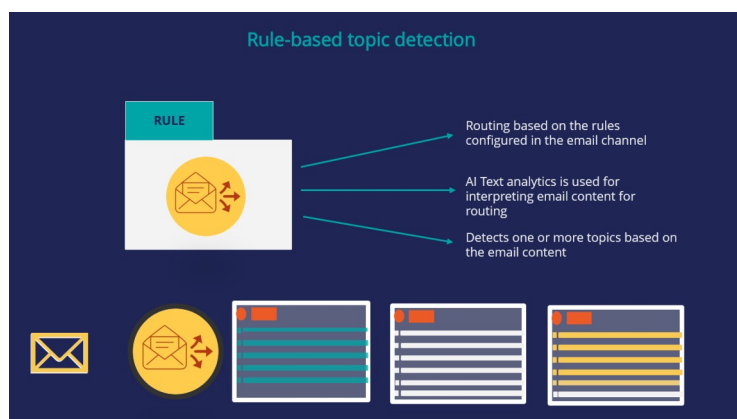 Rule-based topic detection
RULE
Routing based on the rules
configured in the email channel
AI Text analytics is used for
interpreting email content for
routing
Detects one or more topics based on
the email content